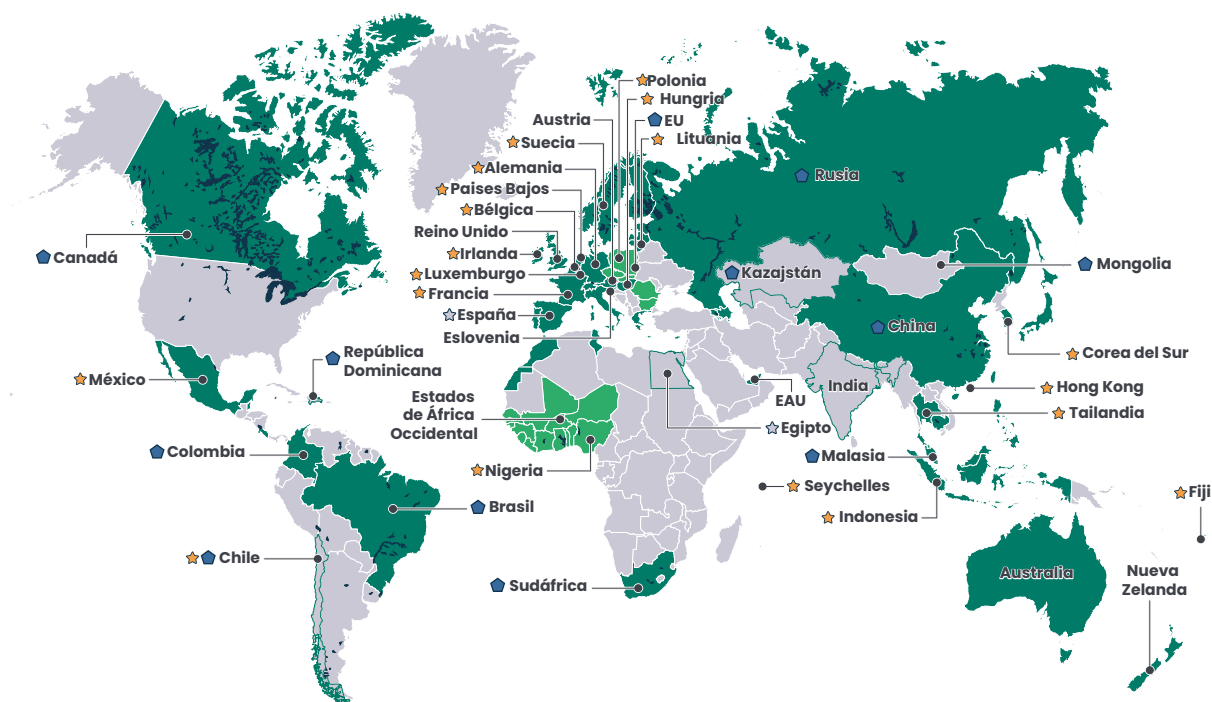 Polonia
Hungria
Austria
EU
Suecia
Lituania
Alemania
Rusia
Paises Bajos
Bélgica
Reino Unido
Irlanda
Canadá
Luxemburgo
Kazajstán
Mongolia
Francia
España
China
Eslovenia
República
Dominicana
Corea del Sur
México
India
Hong Kong
Estados
de África
Occidental
EAU
Tailandia
Egipto
Colombia
Malasia
Nigeria
Seychelles
Fiji
Brasil
Indonesia
Chile
Sudáfrica
Australia
Nueva
Zelanda